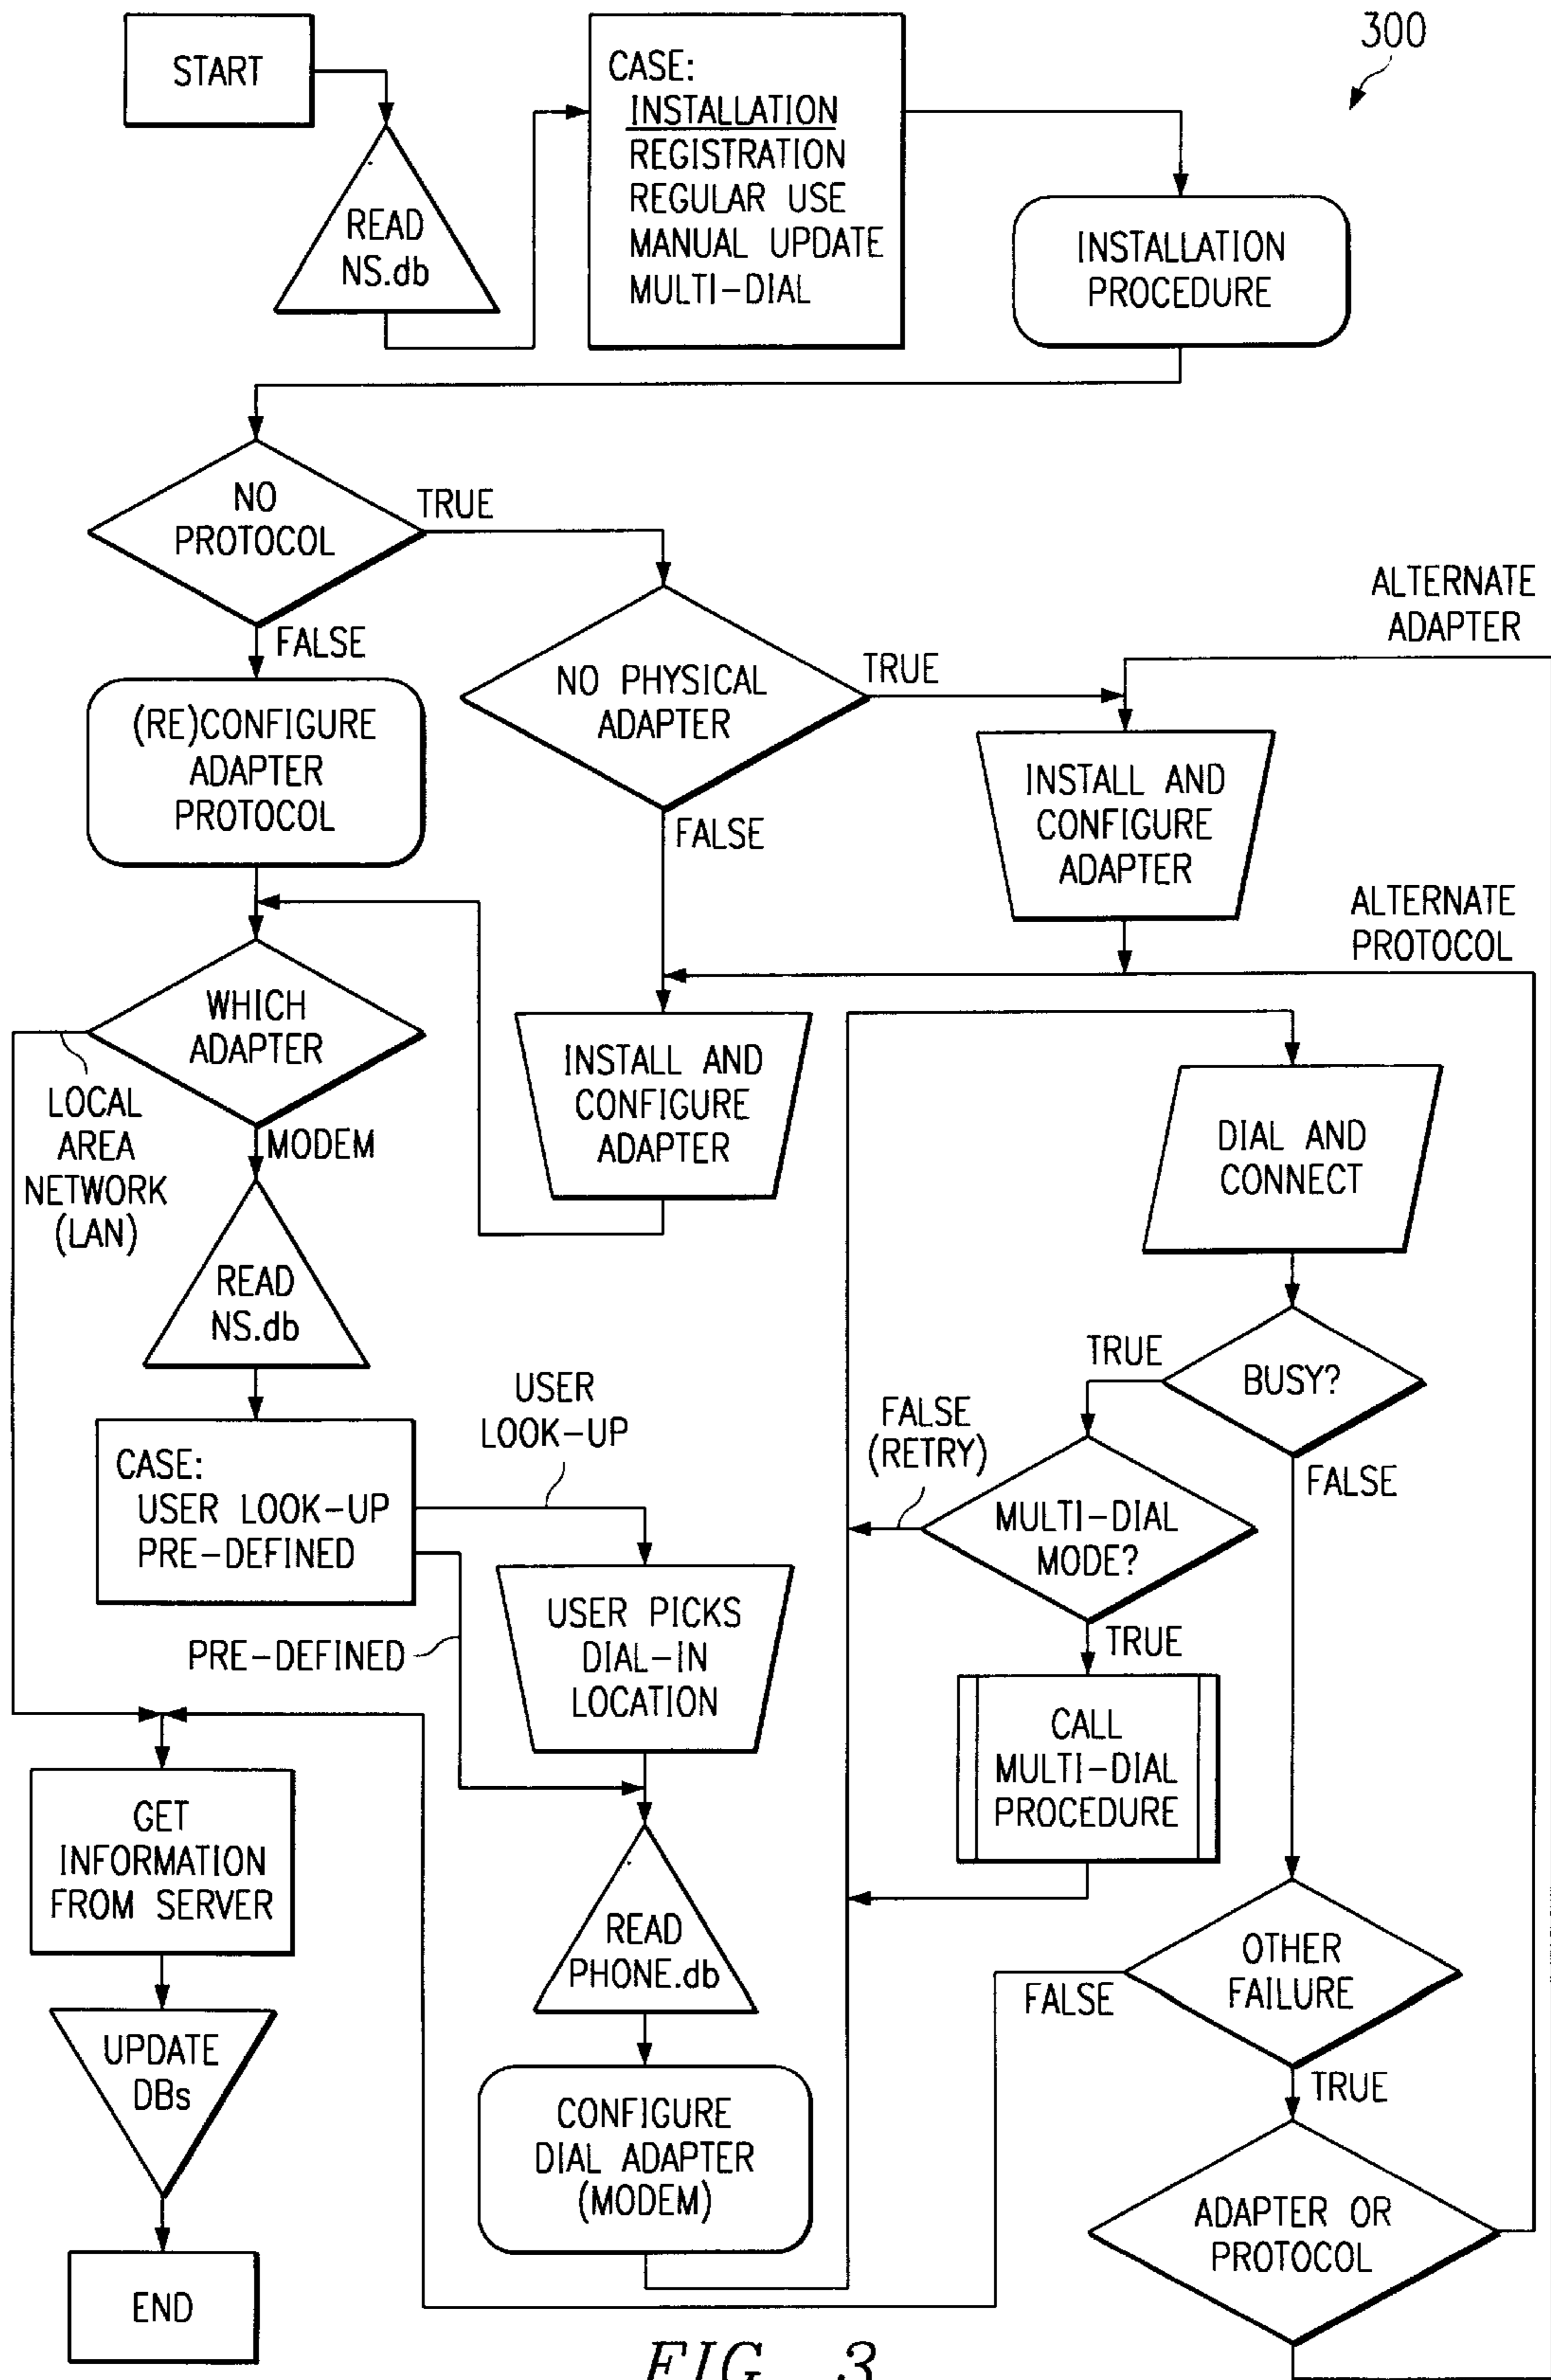 300
START
READ
NS.db
CASE:
INSTALLATION
REGISTRATION
REGULAR USE
MANUAL UPDATE
MULTI-DIAL
INSTALLATION
PROCEDURE
NO
PROTOCOL
TRUE
FALSE
NO PHYSICAL
ADAPTER
TRUE
FALSE
ALTERNATE
ADAPTER
(RE)CONFIGURE
ADAPTER
PROTOCOL
INSTALL AND
CONFIGURE
ADAPTER
ALTERNATE
PROTOCOL
WHICH
ADAPTER
LOCAL
AREA
NETWORK
(LAN)
MODEM
INSTALL AND
CONFIGURE
ADAPTER
DIAL AND
CONNECT
READ
NS.db
BUSY?
TRUE
FALSE
USER
LOOK-UP
FALSE
(RETRY)
CASE:
USER LOOK-UP
PRE-DEFINED
MULTI-DIAL
MODE?
TRUE
PRE-DEFINED
USER PICKS
DIAL-IN
LOCATION
CALL
MULTI-DIAL
PROCEDURE
GET
INFORMATION
FROM SERVER
READ
PHONE.db
OTHER
FAILURE
FALSE
TRUE
UPDATE
DBs
CONFIGURE
DIAL ADAPTER
(MODEM)
ADAPTER OR
PROTOCOL
END
FIG. 3